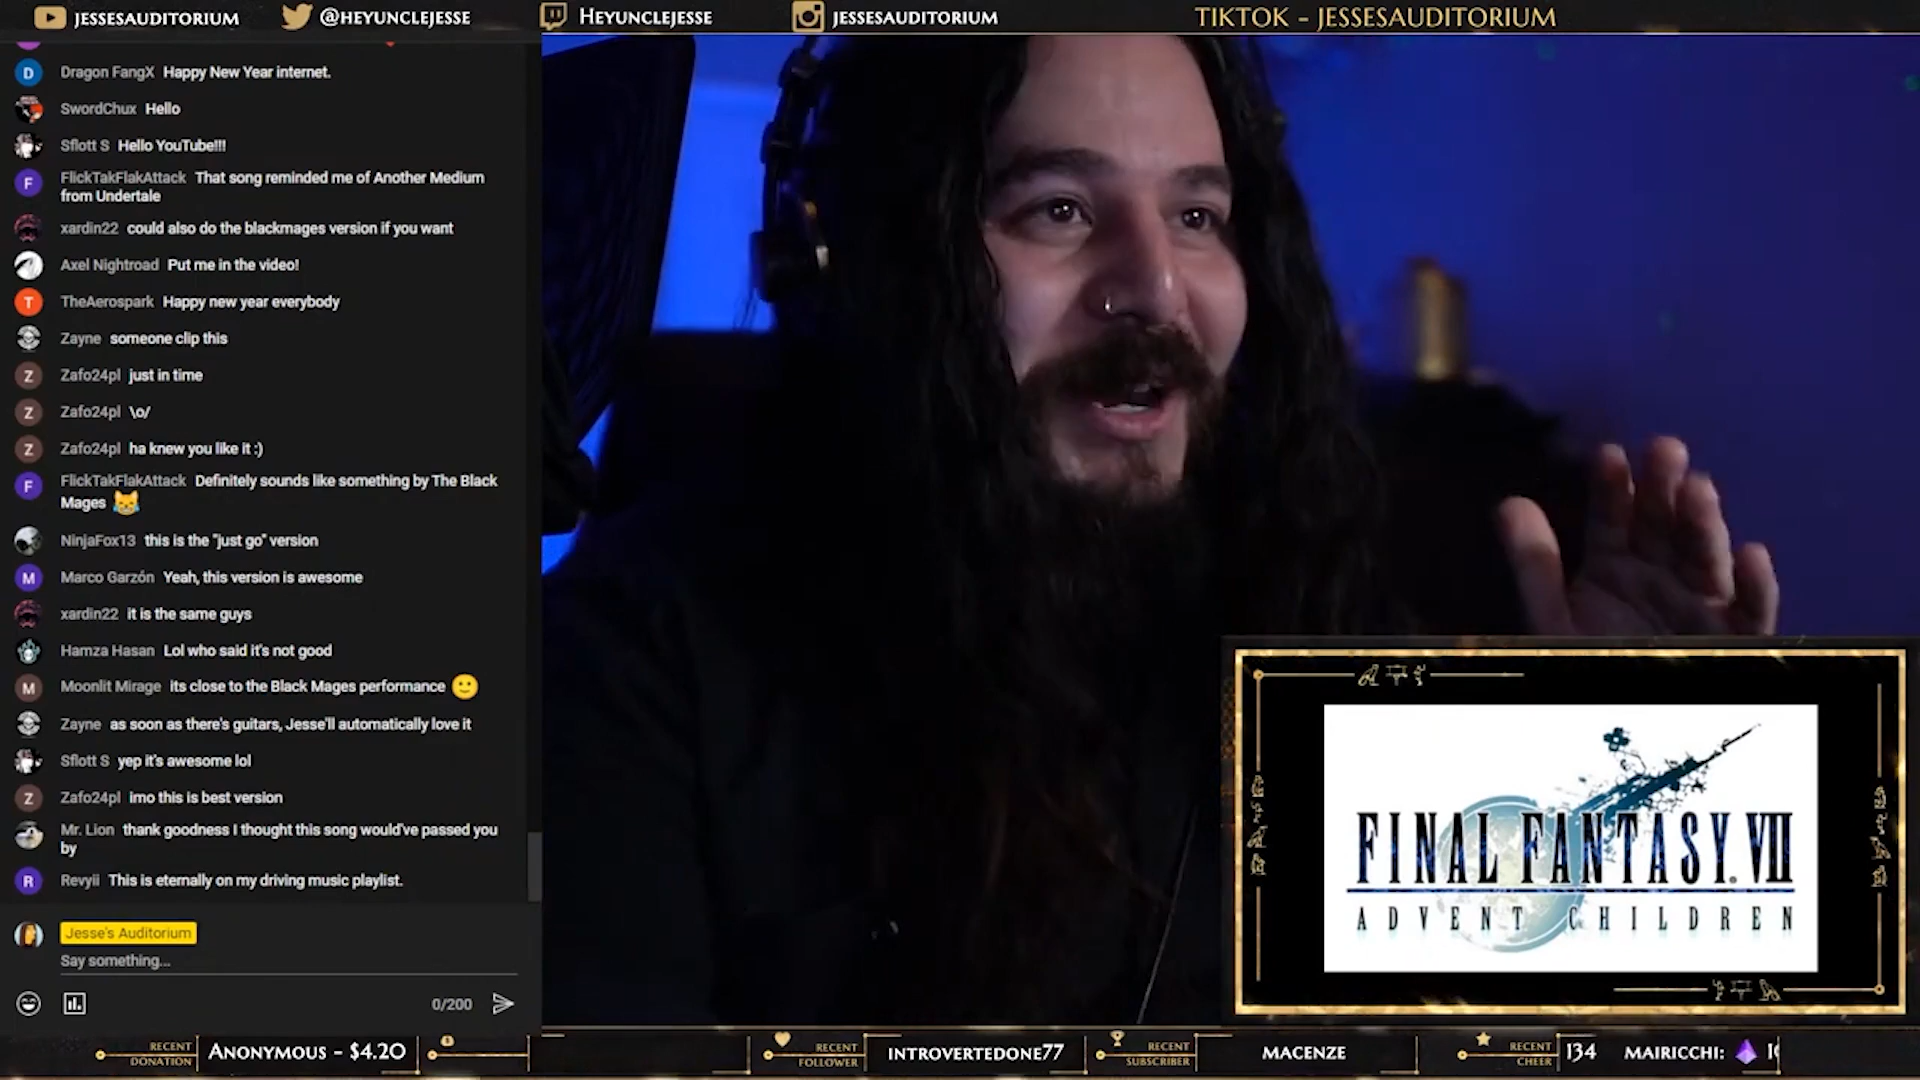 JESSESAUDITORIUM
@HEYUNCLEJESSE
HEYUNCLEJESSE
JESSESAUDITORIUM
TIKTOK - JESSESAUDITORIUM
D Dragon FangX Happy New Year internet.
SwordChux Hello
Sflott S Hello YouTube!!!
F FlickTakFlakAttack That song reminded me of Another Medium
from Undertale
xardin22 could also do the blackmages version if you want
Axel Nightroad Put me in the video!
T TheAerospark Happy new year everybody
Zayne someone clip this
Z Zafo24pl just in time
Z Zafo24pl \o/
Z Zafo24pl ha knew you like it :)
F FlickTakFlakAttack Definitely sounds like something by The Black
Mages 😹
NinjaFox13 this is the "just go" version
M Marco Garzón Yeah, this version is awesome
xardin22 it is the same guys
Hamza Hasan Lol who said it's not good
M Moonlit Mirage its close to the Black Mages performance 🙂
Zayne as soon as there's guitars, Jesse'll automatically love it
Sflott S yep it's awesome lol
Z Zafo24pl imo this is best version
Mr. Lion thank goodness I thought this song would've passed you
by
R Revyii This is eternally on my driving music playlist.
Jesse's Auditorium
Say something...
0/200
FINAL FANTASY. VII
ADVENT CHILDREN
RECENT
DONATION
ANONYMOUS - $4.20
RECENT
FOLLOWER
INTROVERTEDONE77
RECENT
SUBSCRIBER
MACENZE
RECENT
CHEER
134
MAIRICCHI: